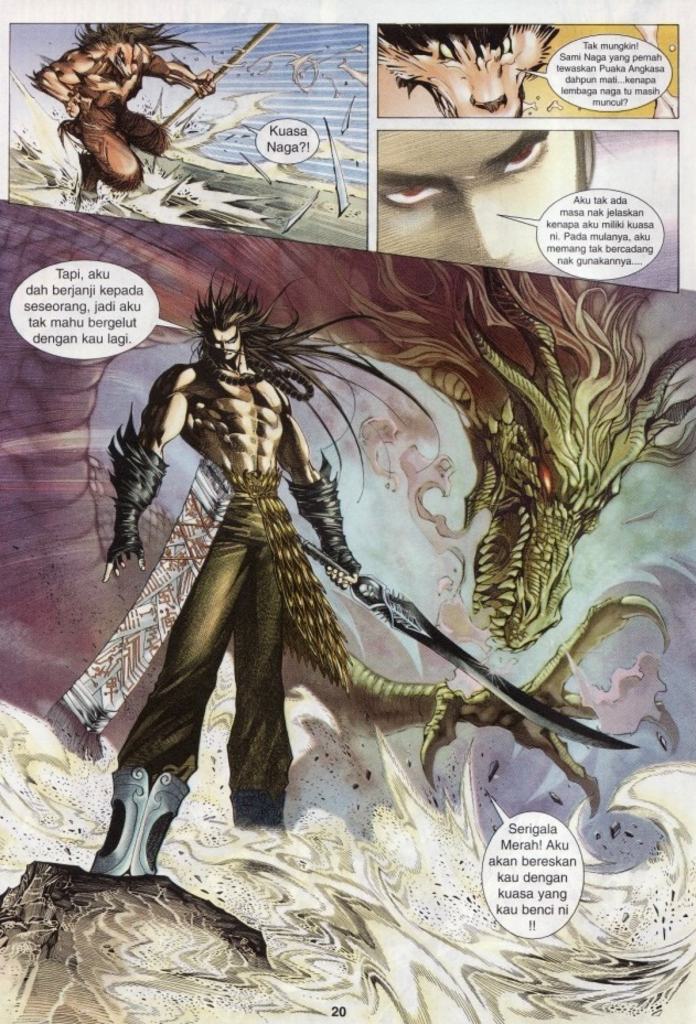 Kuasa
Naga?!
Tak mungkin!
Sami Naga yang pernah
tewaskan Puaka Angkasa
dahpun mati...kenapa
lembaga naga tu masih
muncul?
Aku tak ada
masa nak jelaskan
kenapa aku miliki kuasa
ni. Pada mulanya, aku
memang tak bercadang
nak gunakannya....
Tapi, aku
dah berjanji kepada
seseorang, jadi aku
tak mahu bergelut
dengan kau lagi.
Serigala
Merah! Aku
akan bereskan
kau dengan
kuasa yang
kau benci ni
!!
20